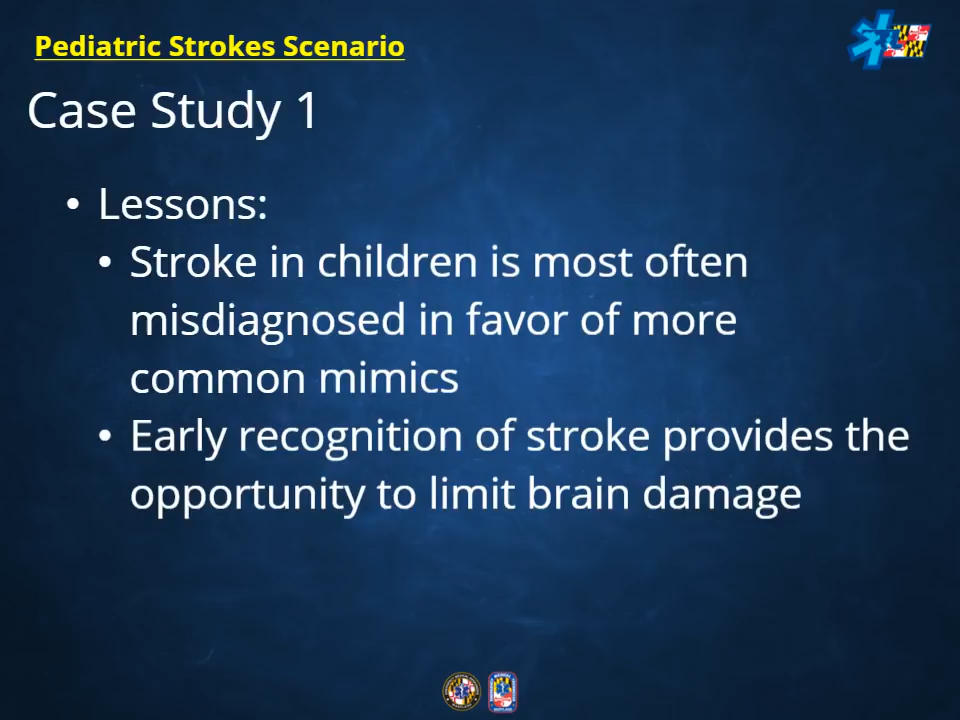 Pediatric Strokes Scenario
Case Study 1
• Lessons:
• Stroke in children is most often
misdiagnosed in favor of more
common mimics
• Early recognition of stroke provides the
opportunity to limit brain damage